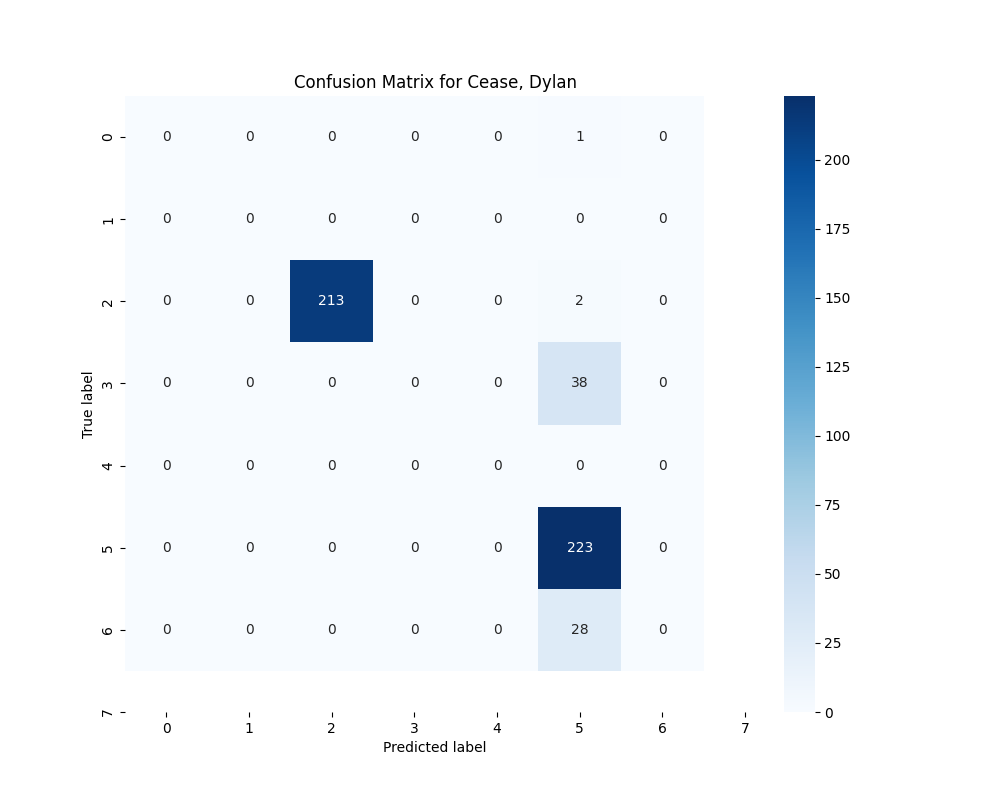 Confusion Matrix for Cease, Dylan
0 0 0 0 0 0 1 0
1 0 0 0 0 0 0 0
2 0 0 213 0 0 2 0
3 0 0 0 0 0 38 0
4 0 0 0 0 0 0 0
5 0 0 0 0 0 223 0
6 0 0 0 0 0 28 0
7
0 1 2 3 4 5 6 7
Predicted label
True label
200
175
150
125
100
75
50
25
0